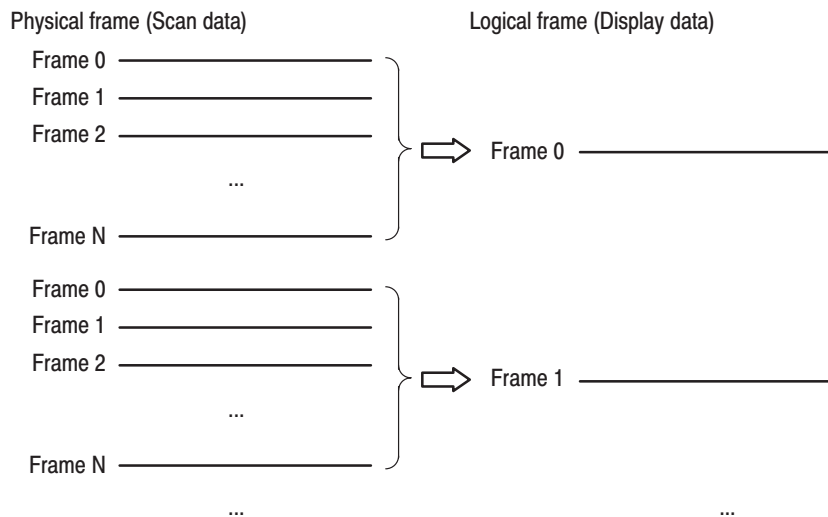 Physical frame (Scan data)
Logical frame (Display data)
Frame 0
Frame 1
Frame 2
...
Frame N
Frame 0
Frame 0
Frame 1
Frame 2
...
Frame N
Frame 1
...
...